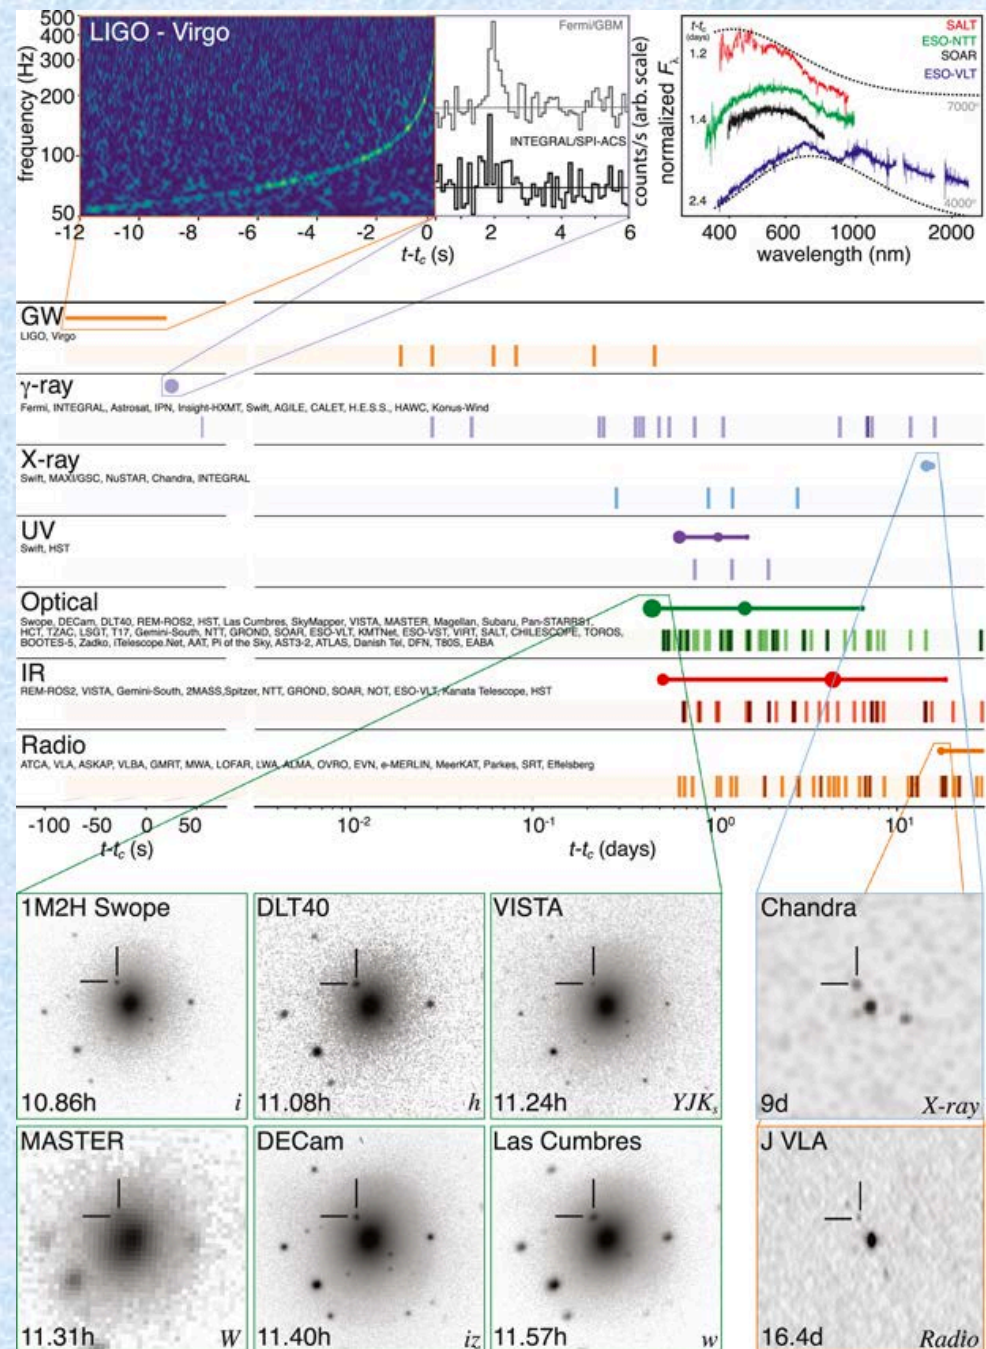 LIGO - Virgo
frequency (Hz)
500
400
300
200
100
50
-12 -10 -8 -6 -4 -2 0 2 4 6
t-tc (s)
Fermi/GBM
INTEGRAL/SPI-ACS
counts/s (arb. scale)
normalized Fλ
t-tc
(days)
1.2
1.4
2.4
SALT
ESO-NTT
SOAR
ESO-VLT
7000°
4000°
400 600 1000 2000
wavelength (nm)
GW
LIGO, Virgo
γ-ray
Fermi, INTEGRAL, Astrosat, IPN, Insight-HXMT, Swift, AGILE, CALET, H.E.S.S., HAWC, Konus-Wind
X-ray
Swift, MAXI/GSC, NuSTAR, Chandra, INTEGRAL
UV
Swift, HST
Optical
Swope, DECam, DLT40, REM-ROS2, HST, Las Cumbres, SkyMapper, VISTA, MASTER, Magellan, Subaru, Pan-STARRS1,
HCT, TZAC, LSGT, T17, Gemini-South, NTT, GROND, SOAR, ESO-VLT, KMTNet, ESO-VST, VIRT, SALT, CHILESCOPE, TOROS,
BOOTES-5, Zadko, iTelescope.Net, AAT, Pi of the Sky, AST3-2, ATLAS, Danish Tel, DFN, T80S, EABA
IR
REM-ROS2, VISTA, Gemini-South, 2MASS,Spitzer, NTT, GROND, SOAR, NOT, ESO-VLT, Kanata Telescope, HST
Radio
ATCA, VLA, ASKAP, VLBA, GMRT, MWA, LOFAR, LWA, ALMA, OVRO, EVN, e-MERLIN, MeerKAT, Parkes, SRT, Effelsberg
-100 -50 0 50
t-tc (s)
10⁻² 10⁻¹ 10⁰ 10¹
t-tc (days)
1M2H Swope
10.86h i
DLT40
11.08h h
VISTA
11.24h YJKs
Chandra
9d X-ray
MASTER
11.31h W
DECam
11.40h iz
Las Cumbres
11.57h w
J VLA
16.4d Radio